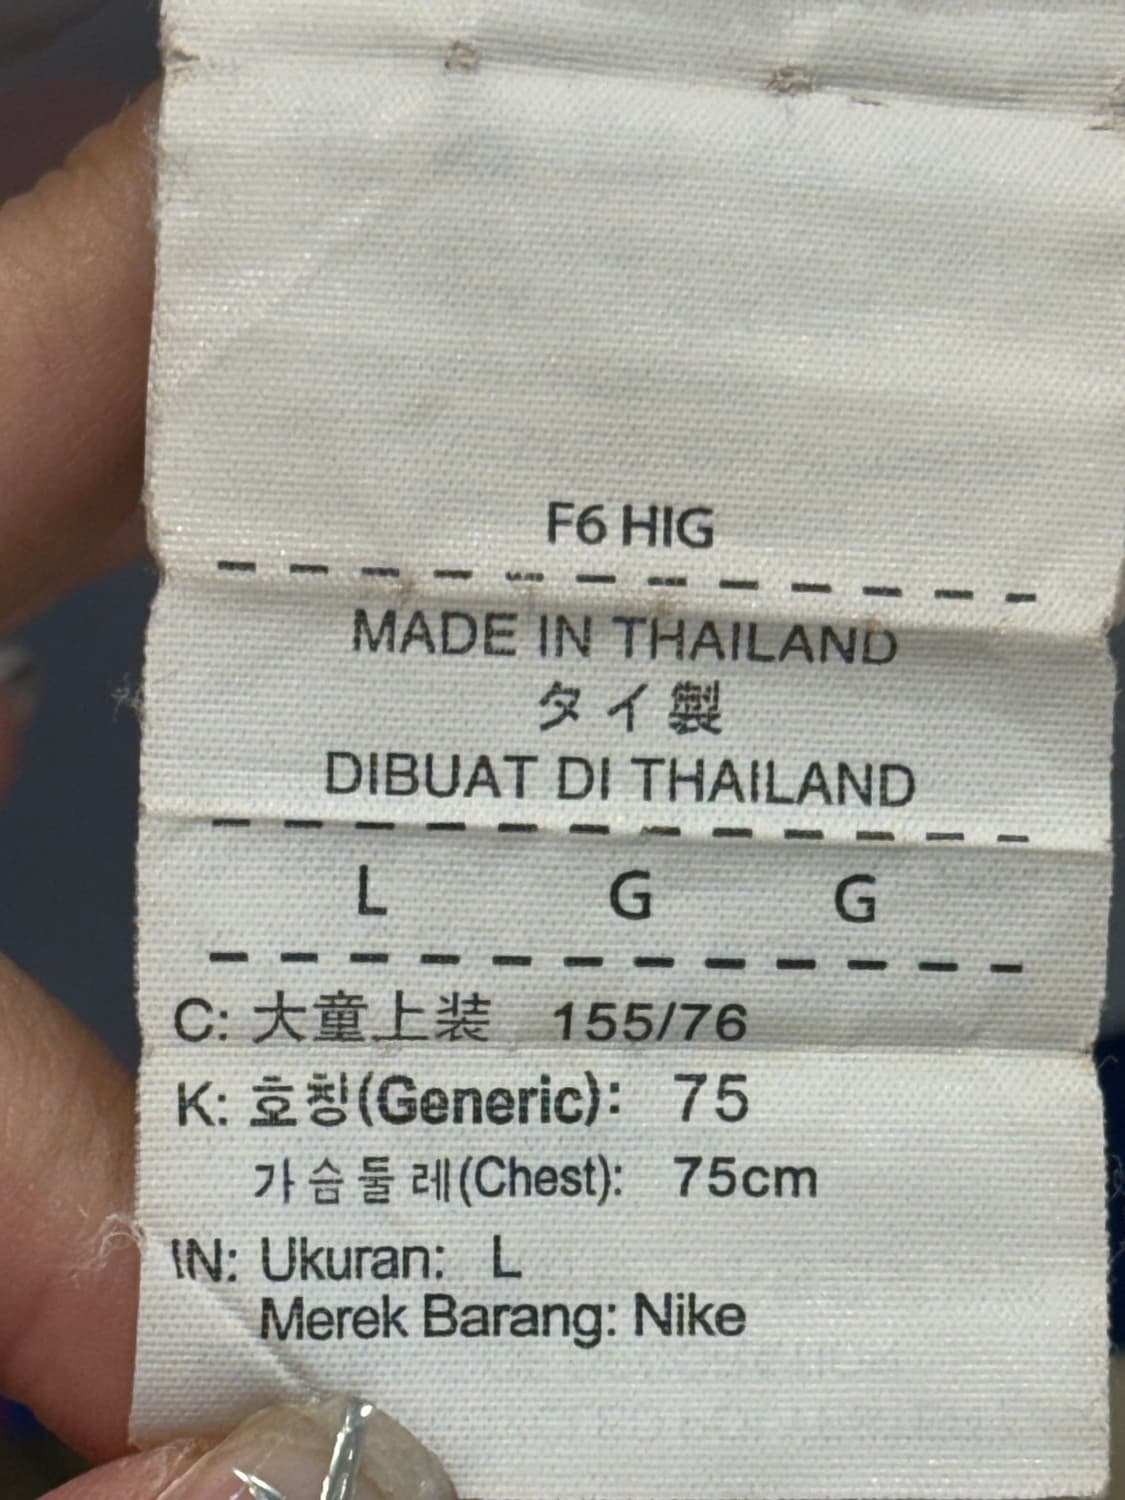 F6 HIG
MADE IN THAILAND
タイ製
DIBUAT DI THAILAND
L G G
C: 大童上装 155/76
K: 호칭(Generic): 75
가슴둘레(Chest): 75cm
IN: Ukuran: L
Merek Barang: Nike